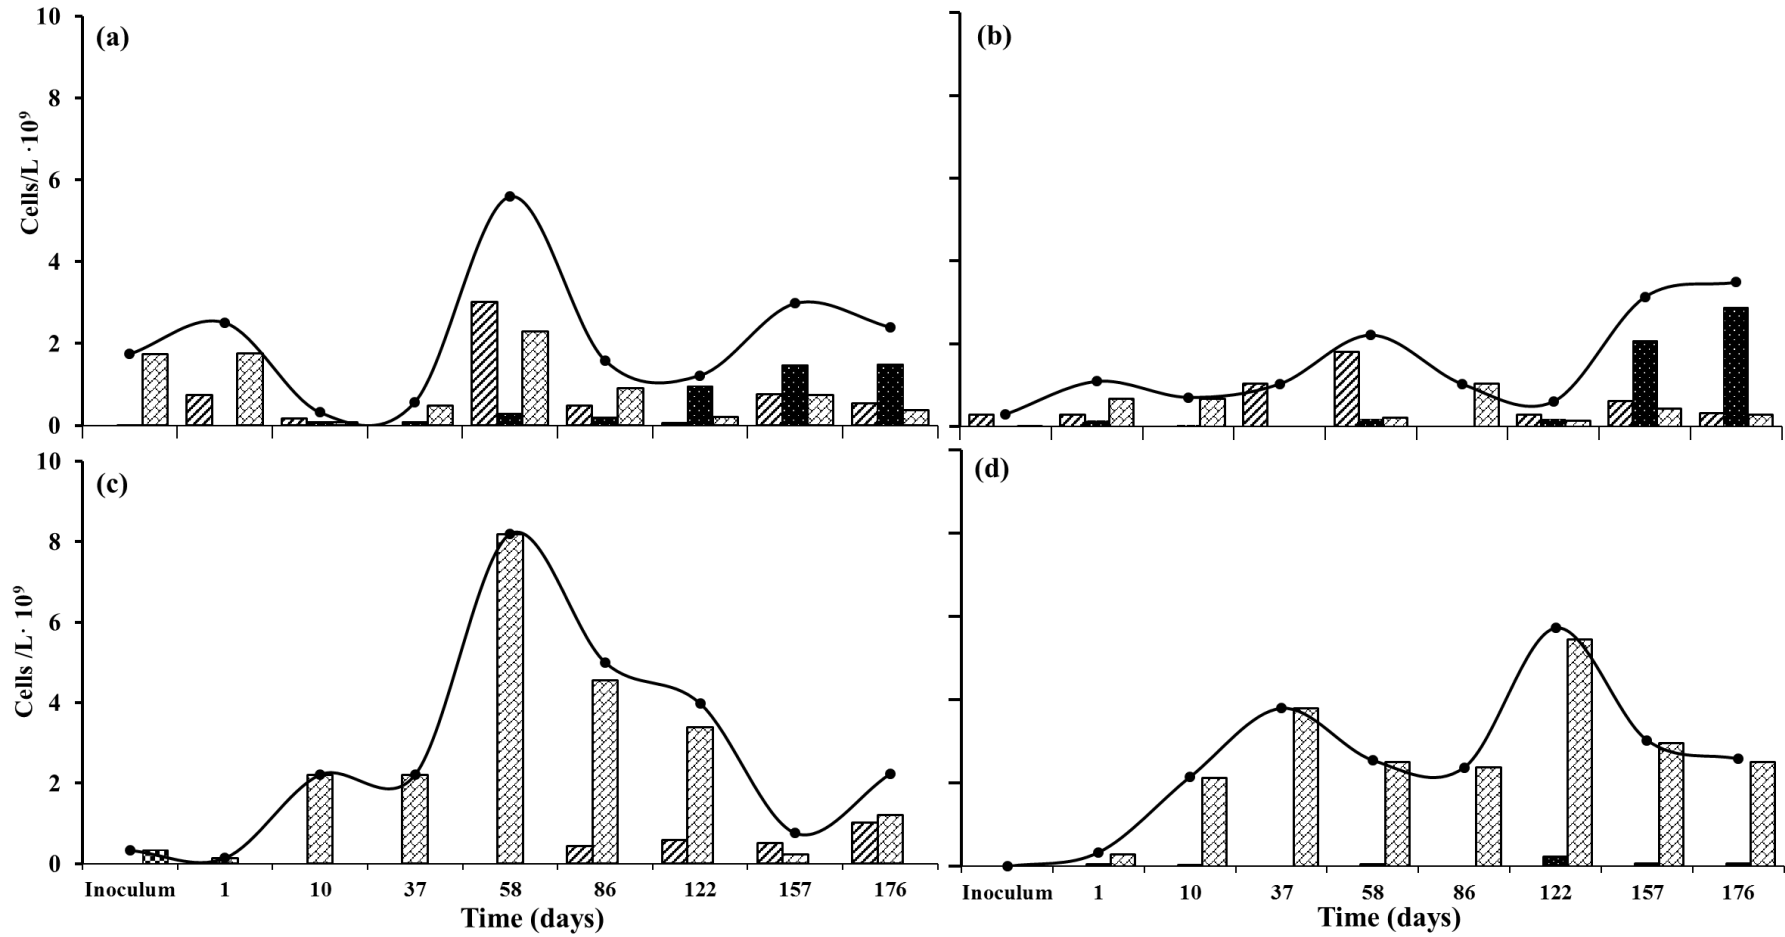 (a)
(b)
10
8
6
4
2
0
Cells/L ·10⁹
(c)
(d)
10
8
6
4
2
0
Cells /L· 10⁹
Inoculum 1 10 37 58 86 122 157 176
Time (days)
Inoculum 1 10 37 58 86 122 157 176
Time (days)